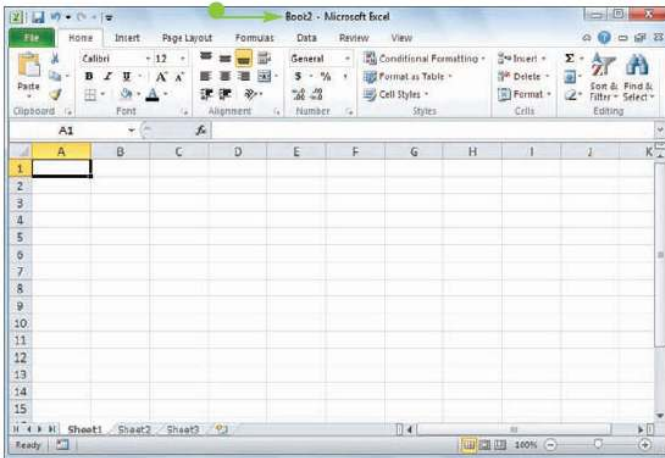 Book2 - Microsoft Excel
File Home Insert Page Layout Formulas Data Review View
Calibri 12 General Conditional Formatting Insert Σ
Paste B I U A A $ % , Format as Table Delete Sort & Find &
Cell Styles Format Filter Select
Clipboard Font Alignment Number Styles Cells Editing
A1 fx
A B C D E F G H I J K
1
2
3
4
5
6
7
8
9
10
11
12
13
14
15
Sheet1 Sheet2 Sheet3
Ready 100%